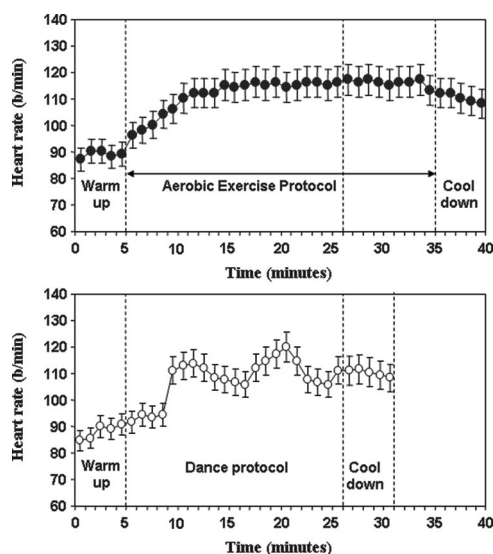 140
130
120
110
100
90
80
70
60
Heart rate (b/min)
Warm up
Aerobic Exercise Protocol
Cool down
0 5 10 15 20 25 30 35 40
Time (minutes)
140
130
120
110
100
90
80
70
60
Heart rate (b/min)
Warm up
Dance protocol
Cool down
0 5 10 15 20 25 30 35 40
Time (minutes)